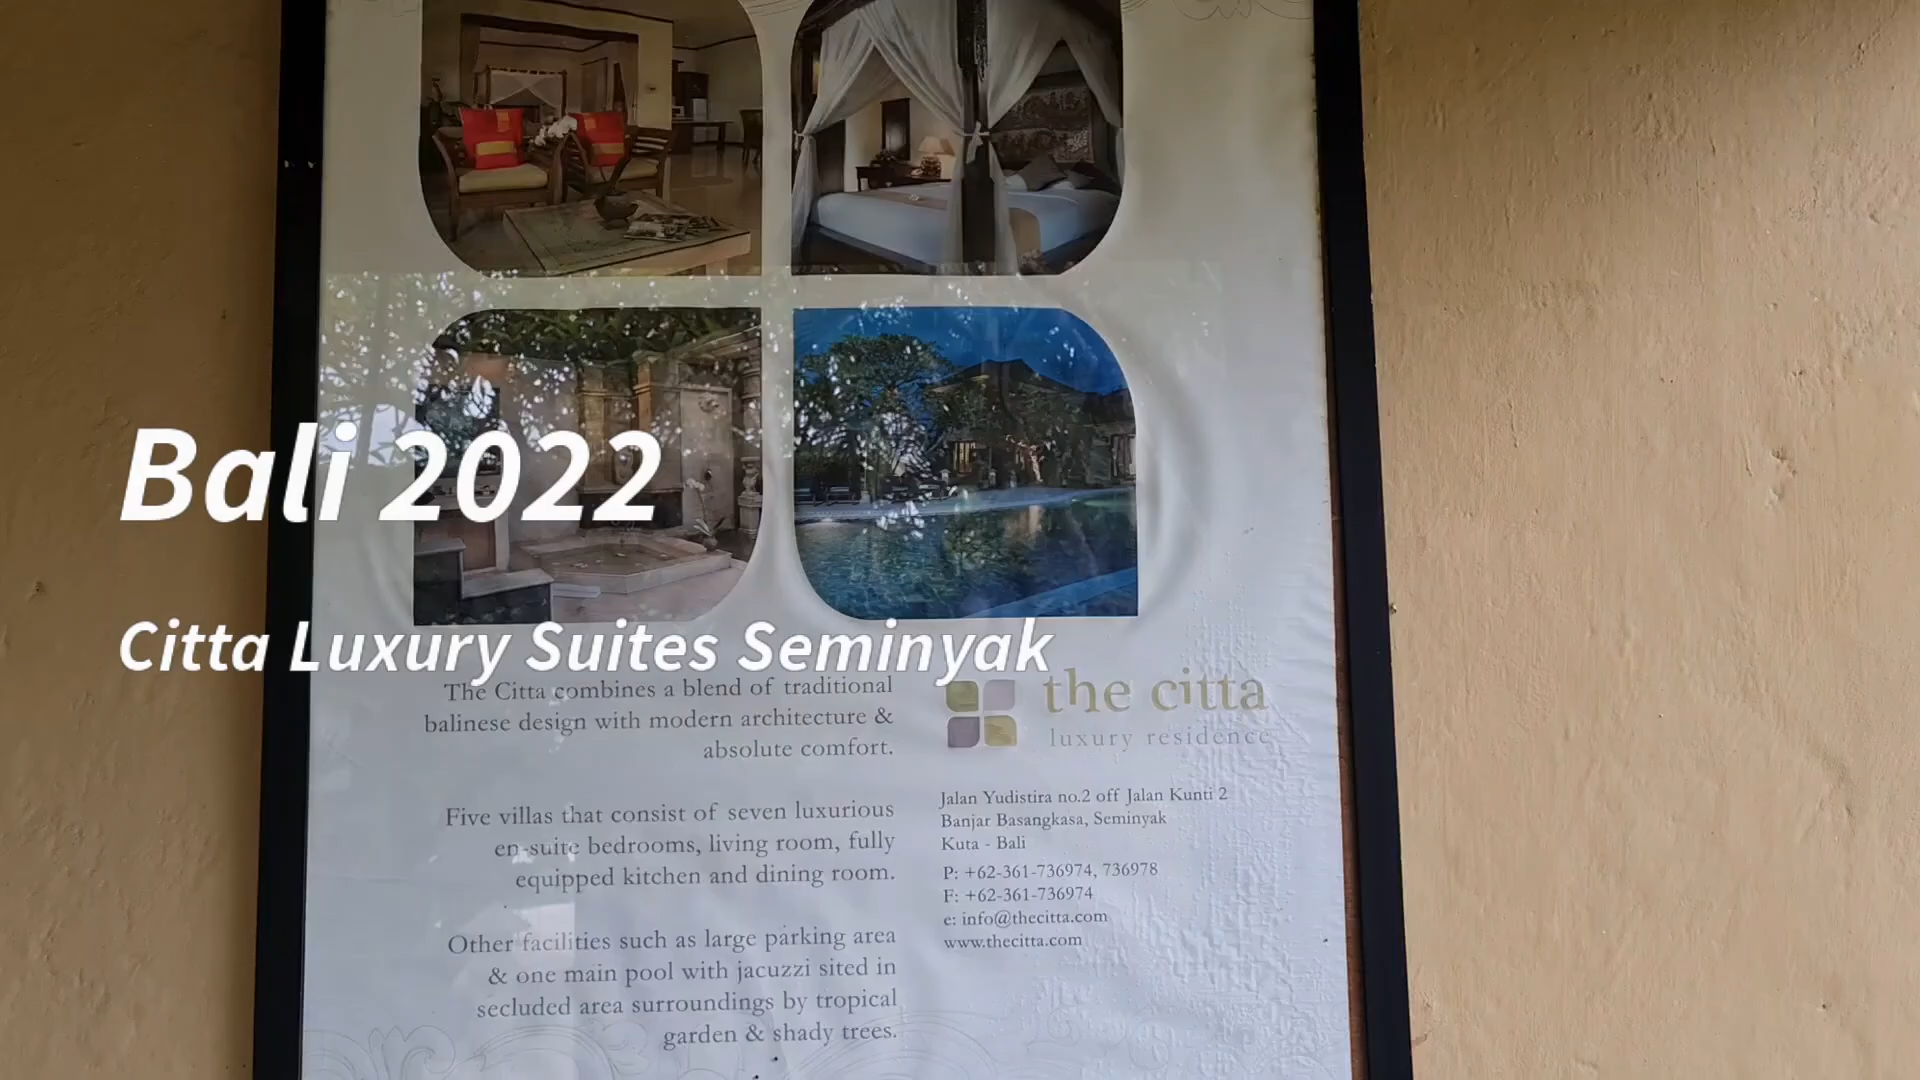 Bali 2022
Citta Luxury Suites Seminyak
The Citta combines a blend of traditional
balinese design with modern architecture &
absolute comfort.
Five villas that consist of seven luxurious
en-suite bedrooms, living room, fully
equipped kitchen and dining room.
Other facilities such as large parking area
& one main pool with jacuzzi sited in
secluded area surroundings by tropical
garden & shady trees.
the citta
luxury residence
Jalan Yudistira no.2 off Jalan Kunti 2
Banjar Basangkasa, Seminyak
Kuta - Bali
P: +62-361-736974, 736978
F: +62-361-736974
e: info@thecitta.com
www.thecitta.com